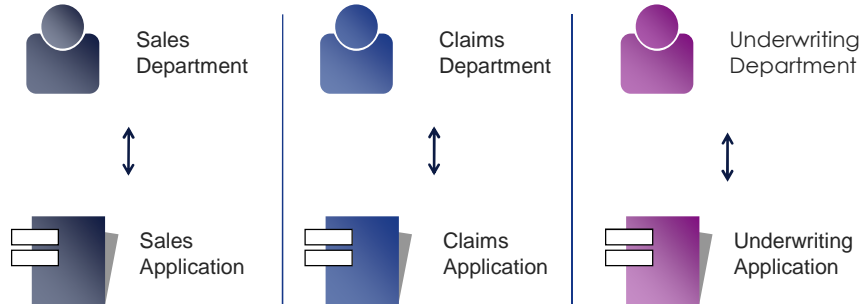 Sales
Department
Claims
Department
Underwriting
Department
Sales
Application
Claims
Application
Underwriting
Application